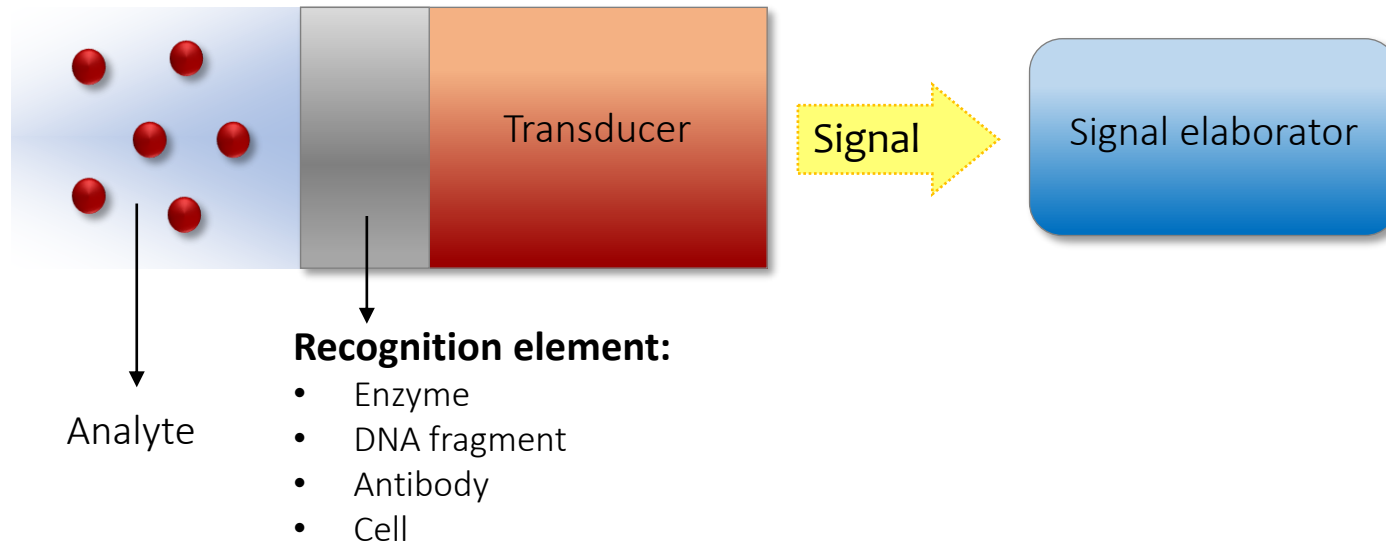 Transducer
Signal
Signal elaborator
Analyte
Recognition element:
• Enzyme
• DNA fragment
• Antibody
• Cell